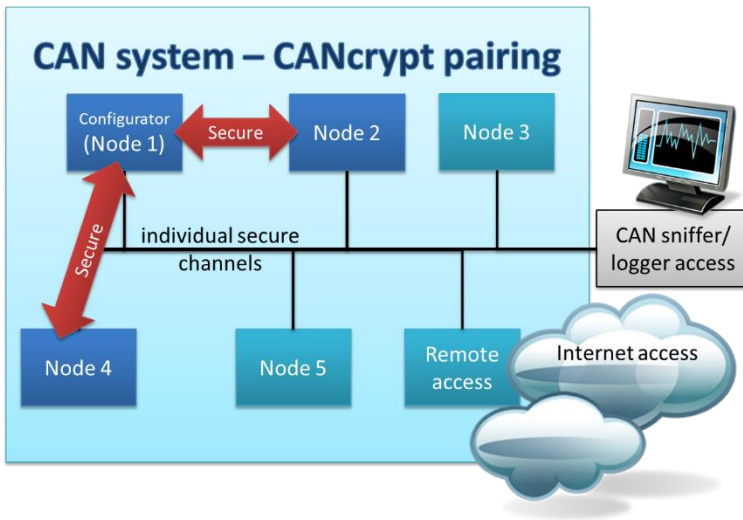 CAN system – CANcrypt pairing
Configurator
(Node 1)
Secure
Node 2
Node 3
Secure
individual secure
channels
CAN sniffer/
logger access
Node 4
Node 5
Remote
access
Internet access